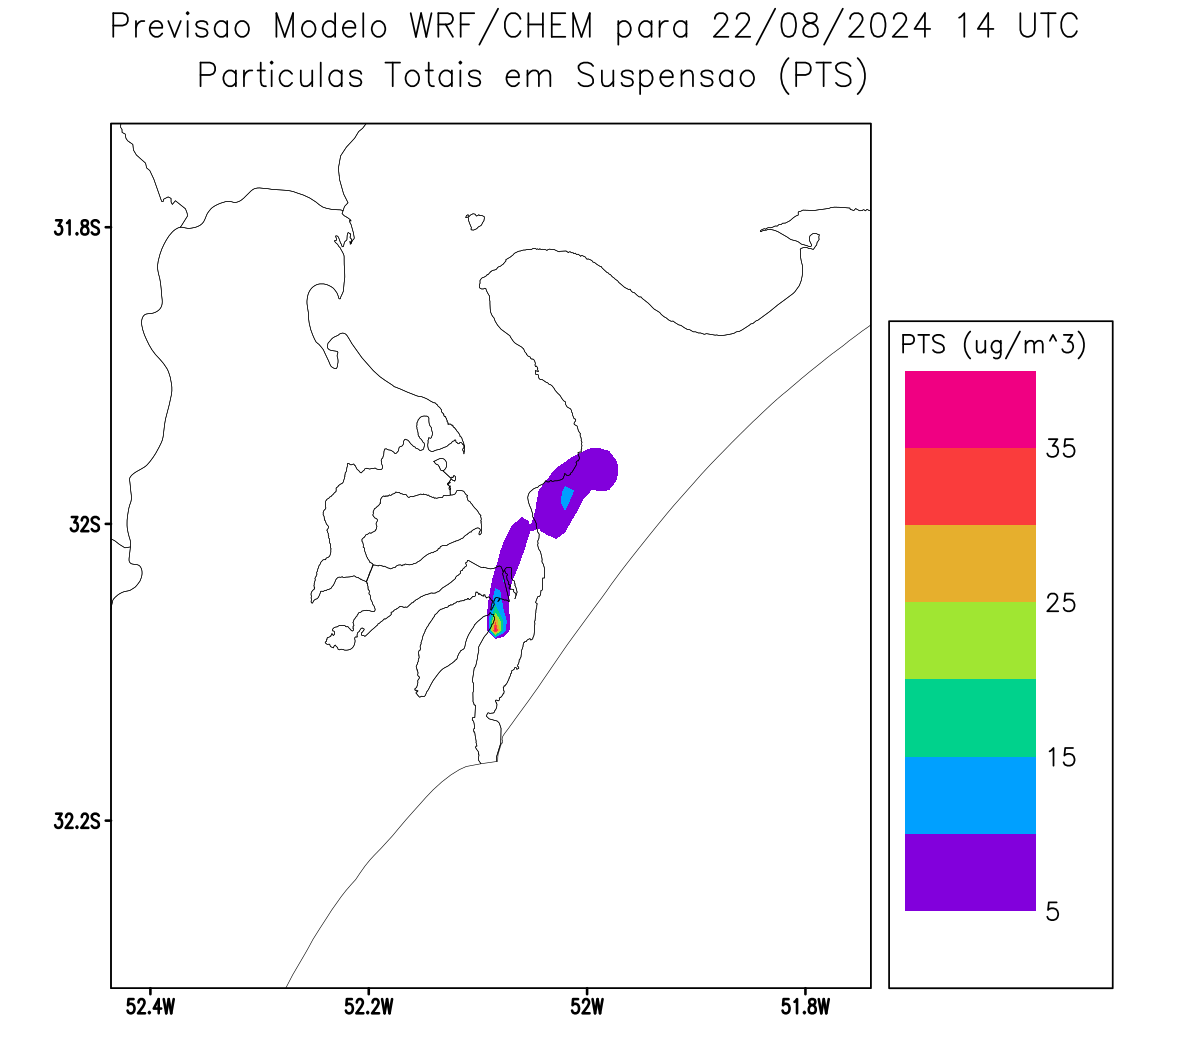 Previsao Modelo WRF/CHEM para 22/08/2024 14 UTC
Particulas Totais em Suspensao (PTS)
31.8S
32S
32.2S
52.4W
52.2W
52W
51.8W
PTS (ug/m^3)
35
25
15
5